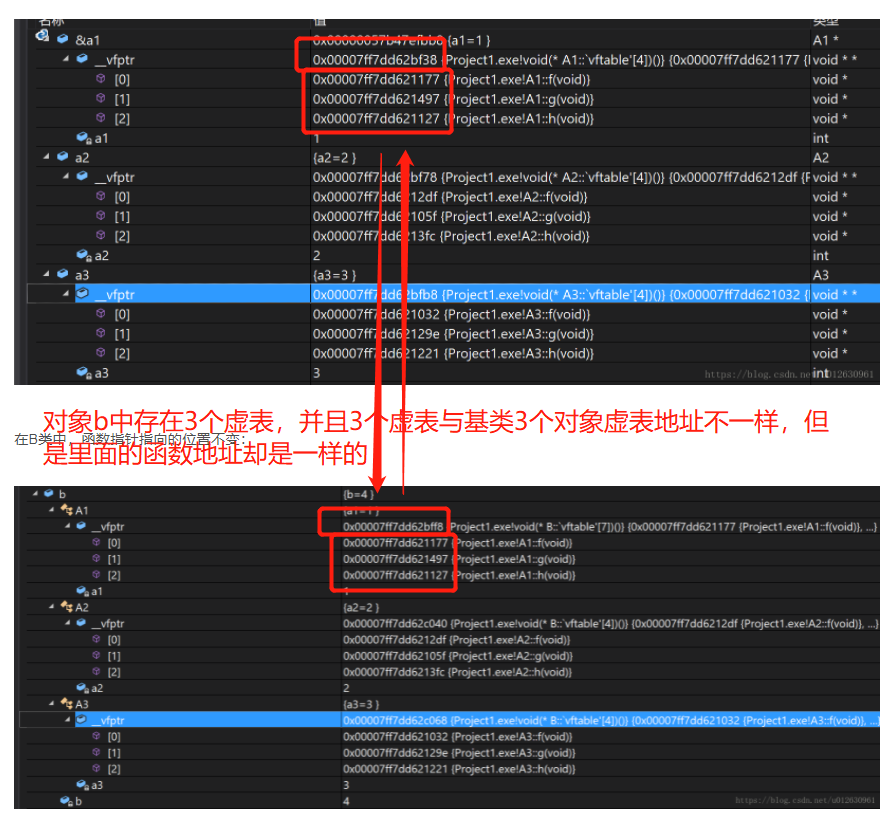 名称 值 类型
&a1 0x00000057b47efbb8 {a1=1 } A1 *
__vfptr 0x00007ff7dd62bf38 {Project1.exe!void(* A1::`vftable'[4])()} {0x00007ff7dd621177 { void * *
[0] 0x00007ff7dd621177 {Project1.exe!A1::f(void)} void *
[1] 0x00007ff7dd621497 {Project1.exe!A1::g(void)} void *
[2] 0x00007ff7dd621127 {Project1.exe!A1::h(void)} void *
a1 1 int
a2 {a2=2 } A2
__vfptr 0x00007ff7dd62bf78 {Project1.exe!void(* A2::`vftable'[4])()} {0x00007ff7dd6212df {F void * *
[0] 0x00007ff7dd6212df {Project1.exe!A2::f(void)} void *
[1] 0x00007ff7dd62105f {Project1.exe!A2::g(void)} void *
[2] 0x00007ff7dd6213fc {Project1.exe!A2::h(void)} void *
a2 2 int
a3 {a3=3 } A3
__vfptr 0x00007ff7dd62bfb8 {Project1.exe!void(* A3::`vftable'[4])()} {0x00007ff7dd621032 { void * *
[0] 0x00007ff7dd621032 {Project1.exe!A3::f(void)} void *
[1] 0x00007ff7dd62129e {Project1.exe!A3::g(void)} void *
[2] 0x00007ff7dd621221 {Project1.exe!A3::h(void)} void *
a3 3 int
https://blog.csdn.net/u012630961
对象b中存在3个虚表，并且3个虚表与基类3个对象虚表地址不一样，但
在B类中，函数指针指向的位置不变：
是里面的函数地址却是一样的
b {b=4 }
A1 {a1=1 }
__vfptr 0x00007ff7dd62bff8 {Project1.exe!void(* B::`vftable'[7])()} {0x00007ff7dd621177 {Project1.exe!A1::f(void)}, ...}
[0] 0x00007ff7dd621177 {Project1.exe!A1::f(void)}
[1] 0x00007ff7dd621497 {Project1.exe!A1::g(void)}
[2] 0x00007ff7dd621127 {Project1.exe!A1::h(void)}
a1 1
A2 {a2=2 }
__vfptr 0x00007ff7dd62c040 {Project1.exe!void(* B::`vftable'[4])()} {0x00007ff7dd6212df {Project1.exe!A2::f(void)}, ...}
[0] 0x00007ff7dd6212df {Project1.exe!A2::f(void)}
[1] 0x00007ff7dd62105f {Project1.exe!A2::g(void)}
[2] 0x00007ff7dd6213fc {Project1.exe!A2::h(void)}
a2 2
A3 {a3=3 }
__vfptr 0x00007ff7dd62c068 {Project1.exe!void(* B::`vftable'[4])()} {0x00007ff7dd621032 {Project1.exe!A3::f(void)}, ...}
[0] 0x00007ff7dd621032 {Project1.exe!A3::f(void)}
[1] 0x00007ff7dd62129e {Project1.exe!A3::g(void)}
[2] 0x00007ff7dd621221 {Project1.exe!A3::h(void)}
a3 3
b 4
https://blog.csdn.net/u012630961